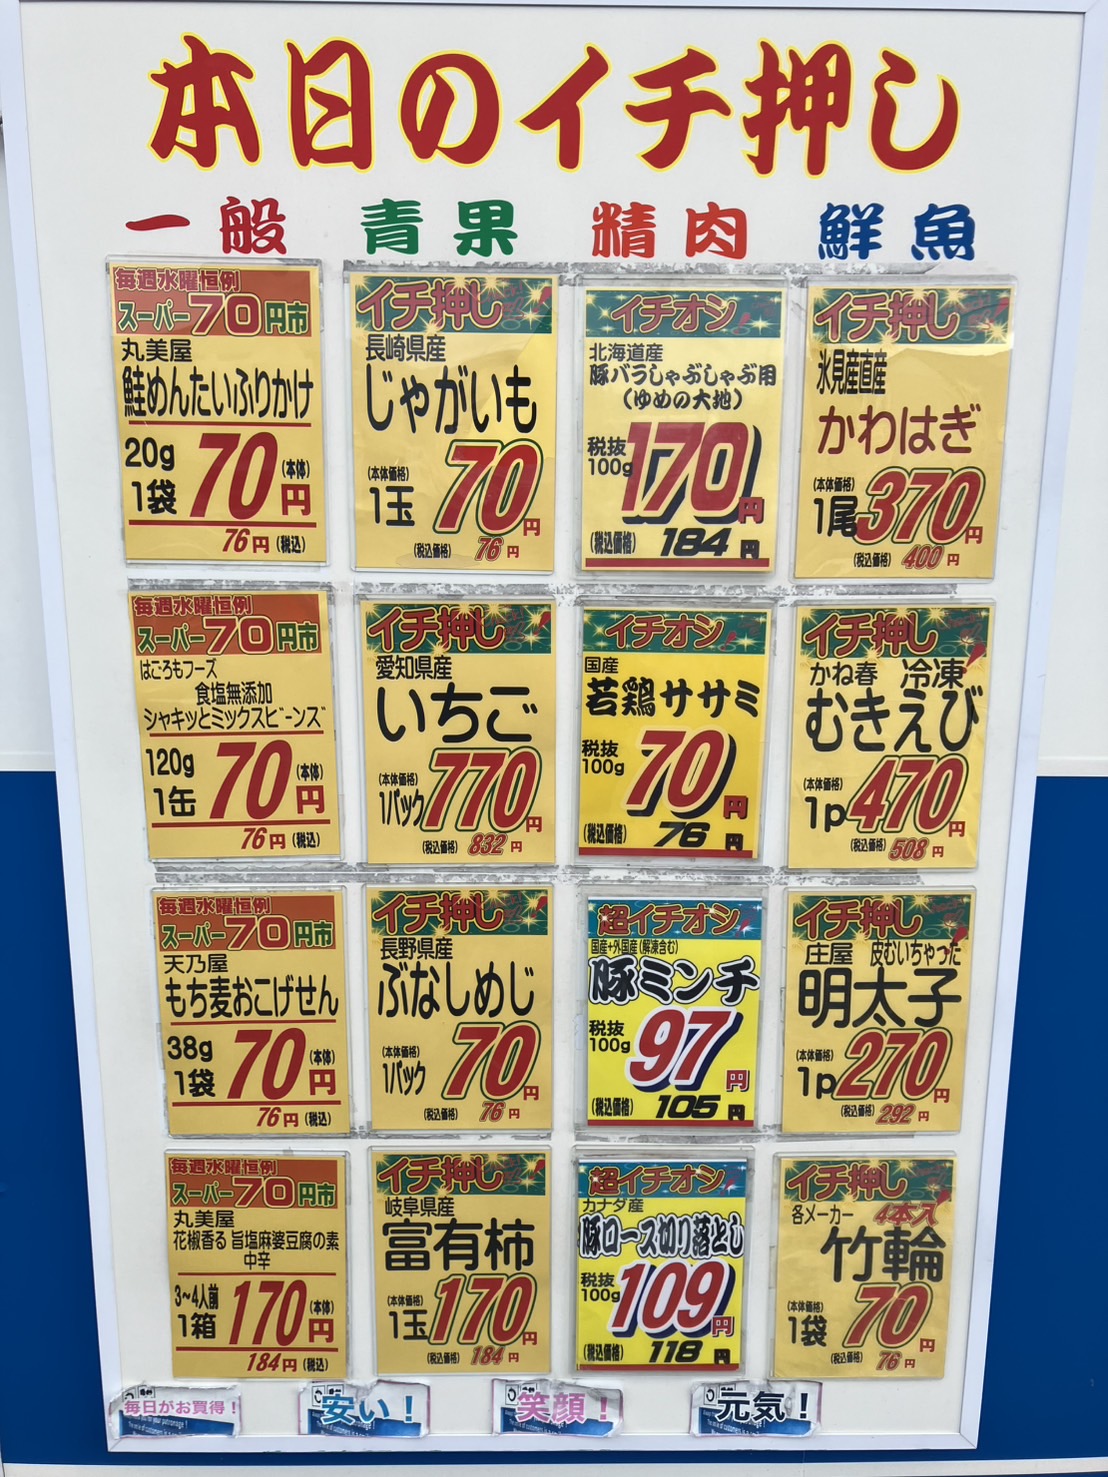 本日のイチ押し
一般
青果
精肉
鮮魚
毎週水曜恒例
スーパー70円市
丸美屋
鮭めんたいふりかけ
20g
1袋
70円
(本体)
76円(税込)
イチ押し
長崎県産
じゃがいも
(本体価格)
1玉
70円
(税込価格) 76円
イチオシ
北海道産
豚バラしゃぶしゃぶ用
(ゆめの大地)
税抜
100g
170円
(税込価格) 184円
イチ押し
氷見産直産
かわはぎ
(本体価格)
1尾
370円
(税込価格) 400円
毎週水曜恒例
スーパー70円市
はごろもフーズ
食塩無添加
シャキッとミックスビーンズ
120g
1缶
70円
(本体)
76円(税込)
イチ押し
愛知県産
いちご
(本体価格)
1パック
770円
(税込価格) 832円
イチオシ
国産
若鶏ササミ
税抜
100g
70円
(税込価格) 76円
イチ押し
かね春 冷凍
むきえび
(本体価格)
1p
470円
(税込価格) 508円
毎週水曜恒例
スーパー70円市
天乃屋
もち麦おこげせん
38g
1袋
70円
(本体)
76円(税込)
イチ押し
長野県産
ぶなしめじ
(本体価格)
1パック
70円
(税込価格) 76円
超イチオシ
国産+外国産(解凍含む)
豚ミンチ
税抜
100g
97円
(税込価格) 105円
イチ押し
庄屋 皮むいちゃった
明太子
(本体価格)
1p
270円
(税込価格) 292円
毎週水曜恒例
スーパー70円市
丸美屋
花椒香る 旨塩麻婆豆腐の素
中辛
3~4人前
1箱
170円
(本体)
184円(税込)
イチ押し
岐阜県産
富有柿
(本体価格)
1玉
170円
(税込価格) 184円
超イチオシ
カナダ産
豚ロース切り落とし
税抜
100g
109円
(税込価格) 118円
イチ押し
各メーカー 4本入
竹輪
(本体価格)
1袋
70円
(税込価格) 76円
毎日がお買得!
安い!
笑顔!
元気!